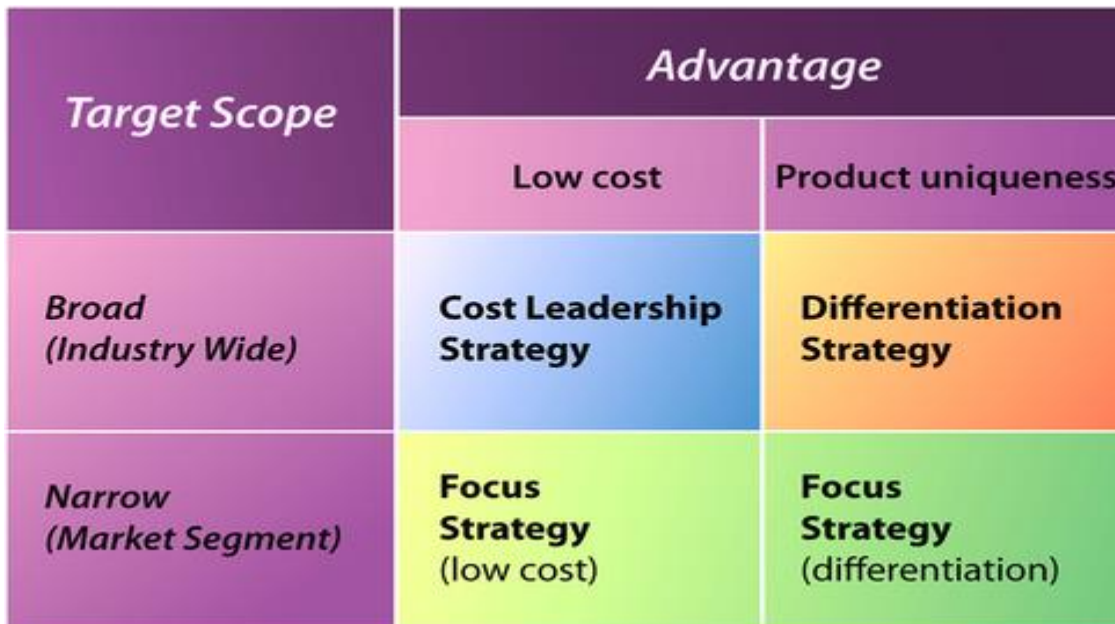 Target Scope
Advantage
Low cost
Product uniqueness
Broad
(Industry Wide)
Cost Leadership
Strategy
Differentiation
Strategy
Narrow
(Market Segment)
Focus
Strategy
(low cost)
Focus
Strategy
(differentiation)